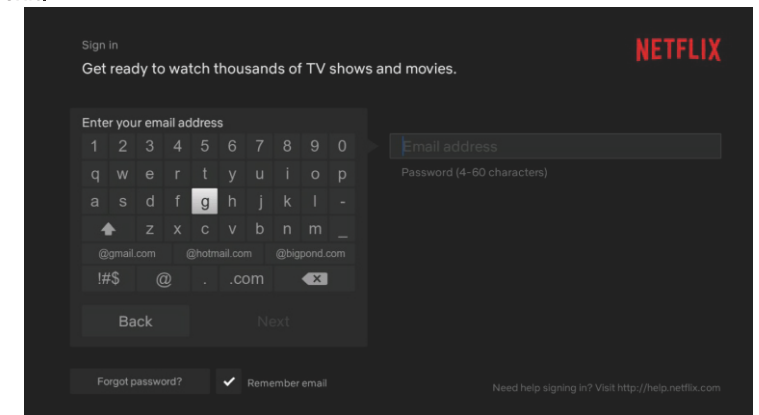 Sign in
NETFLIX
Get ready to watch thousands of TV shows and movies.
Enter your email address
1 2 3 4 5 6 7 8 9 0
Email address
q w e r t y u i o p
Password (4-60 characters)
a s d f g h j k l -
z x c v b n m _
@gmail.com @hotmail.com @bigpond.com
!#$ @ . .com
Back Next
Forgot password? Remember email
Need help signing in? Visit http://help.netflix.com